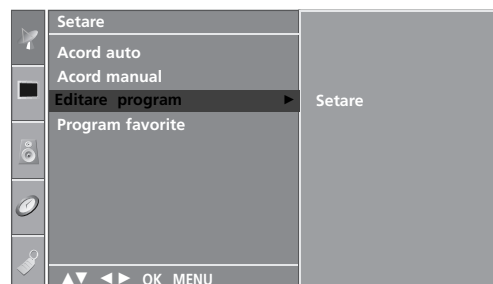 Setare
Acord auto
Acord manual
Editare program ► Setare
Program favorite
▲▼ ◄► OK MENU